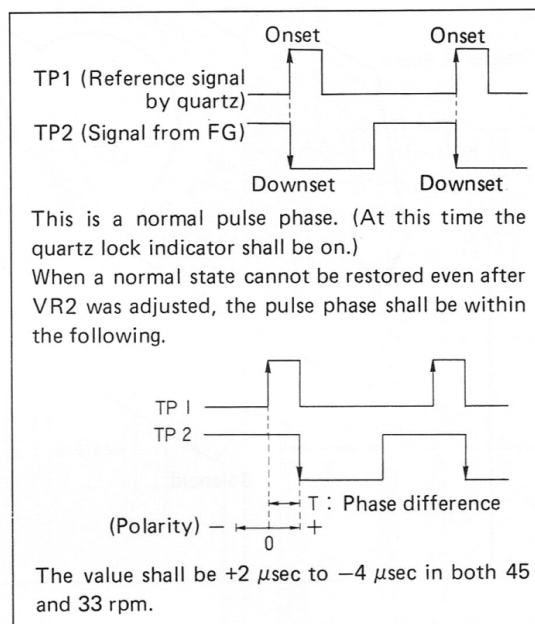 Onset Onset
TP1 (Reference signal
by quartz)
TP2 (Signal from FG)
Downset Downset
This is a normal pulse phase. (At this time the
quartz lock indicator shall be on.)
When a normal state cannot be restored even after
VR2 was adjusted, the pulse phase shall be within
the following.
TP 1
TP 2
T : Phase difference
(Polarity) − +
0
The value shall be +2 μsec to −4 μsec in both 45
and 33 rpm.